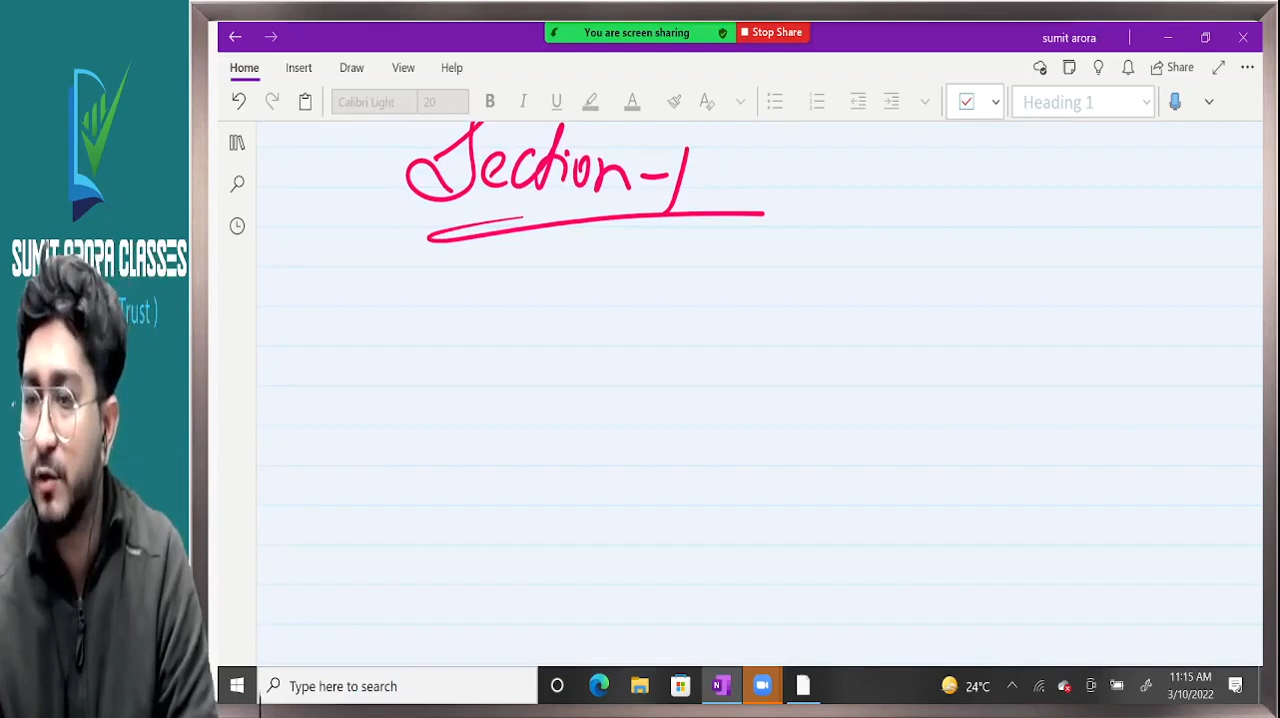 You are screen sharing
Stop Share
sumit arora
Home
Insert
Draw
View
Help
Share
Calibri Light
20
B
I
U
A
Heading 1
Section-1
SUMIT ARORA CLASSES
Trust )
Type here to search
24°C
11:15 AM
3/10/2022